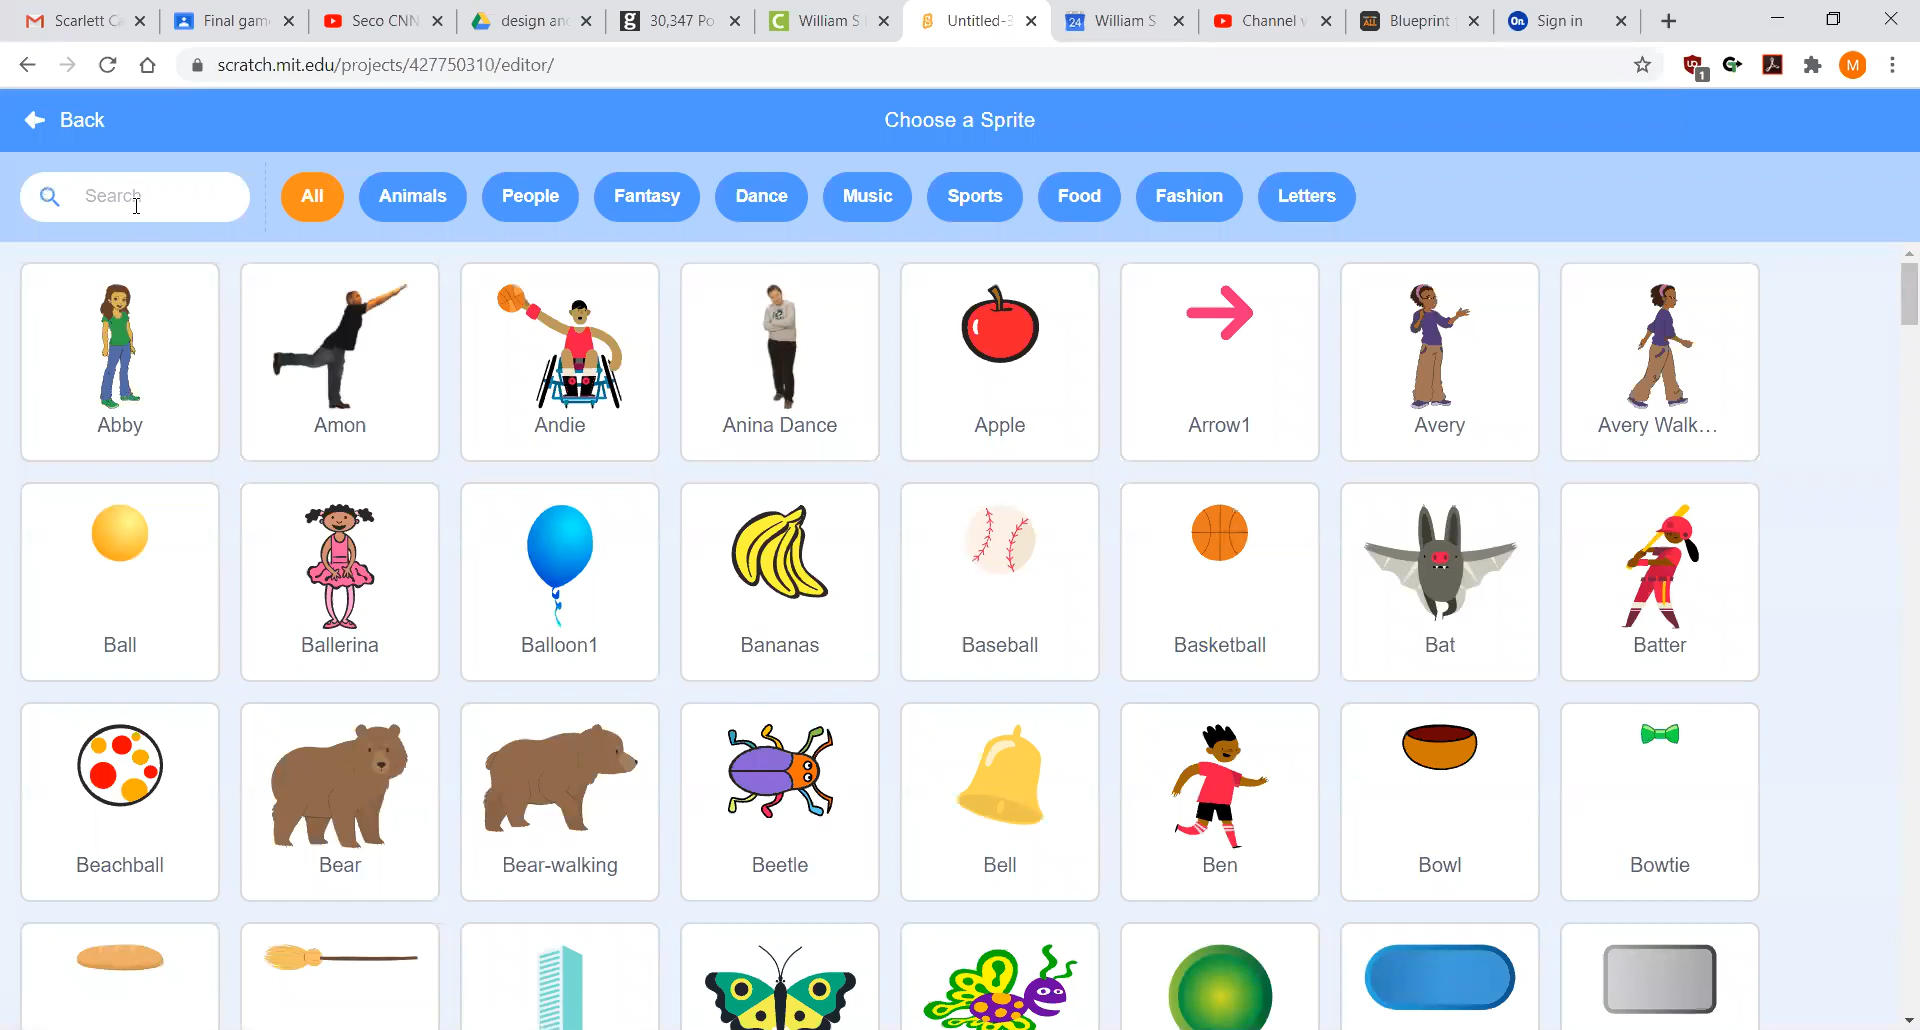 Scarlett C
Final gam
Seco CNN
design an
30,347 Po
William S
Untitled-
24
William S
Channel
Blueprint
On
Sign in
scratch.mit.edu/projects/427750310/editor/
1
M
Back
Choose a Sprite
Search
All
Animals
People
Fantasy
Dance
Music
Sports
Food
Fashion
Letters
Abby
Amon
Andie
Anina Dance
Apple
Arrow1
Avery
Avery Walk...
Ball
Ballerina
Balloon1
Bananas
Baseball
Basketball
Bat
Batter
Beachball
Bear
Bear-walking
Beetle
Bell
Ben
Bowl
Bowtie